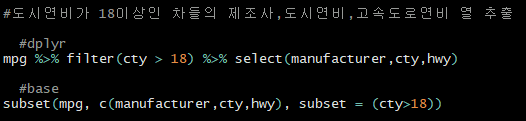 #도시연비가 18이상인 차들의 제조사,도시연비,고속도로연비 열 추출
#dplyr
mpg %>% filter(cty > 18) %>% select(manufacturer,cty,hwy)
#base
subset(mpg, c(manufacturer,cty,hwy), subset = (cty>18))